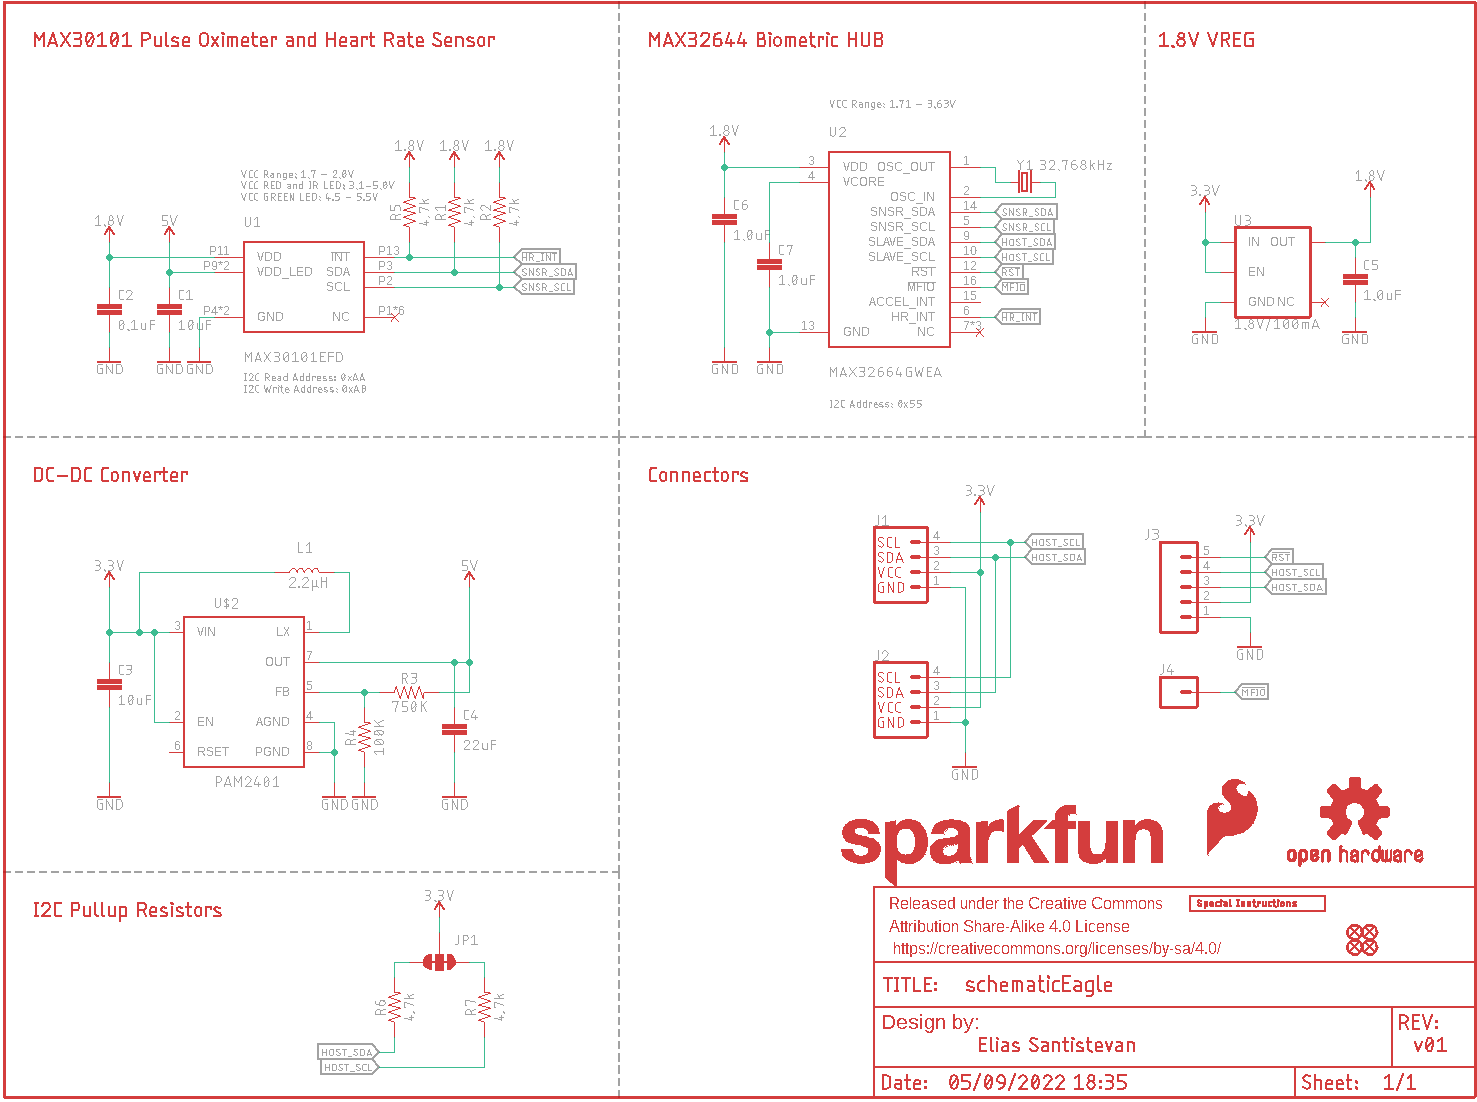 MAX30101 Pulse Oximeter and Heart Rate Sensor
VCC Range: 1.7 – 2.0V
VCC RED and IR LED: 3.1–5.0V
VCC GREEN LED: 4.5 – 5.5V
1.8V
5V
1.8V
1.8V
1.8V
R5
4.7k
R1
4.7k
R2
4.7k
U1
P11
VDD
INT
P13
HR_INT
P9*2
VDD_LED
SDA
P3
SNSR_SDA
SCL
P2
SNSR_SCL
P4*2
GND
NC
P1*6
C2
0.1uF
C1
10uF
GND
GND
GND
MAX30101EFD
I2C Read Address: 0xAA
I2C Write Address: 0xAB
MAX32644 Biometric HUB
VCC Range: 1.71 – 3.63V
1.8V
U2
3
VDD
OSC_OUT
1
Y1
32.768kHz
4
VCORE
OSC_IN
2
SNSR_SDA
14
SNSR_SDA
SNSR_SCL
5
SNSR_SCL
SLAVE_SDA
9
HOST_SDA
SLAVE_SCL
10
HOST_SCL
RST
12
RST
MFIO
16
MFIO
ACCEL_INT
15
HR_INT
6
HR_INT
13
GND
NC
7*3
C6
1.0uF
C7
1.0uF
GND
GND
MAX32664GWEA
I2C Address: 0x55
1.8V VREG
3.3V
1.8V
U3
IN
OUT
EN
GND
NC
1.8V/100mA
C5
1.0uF
GND
GND
DC–DC Converter
3.3V
L1
2.2µH
5V
U$2
3
VIN
LX
1
OUT
7
FB
5
2
EN
AGND
4
6
RSET
PGND
8
PAM2401
C3
10uF
R3
750K
R4
100K
C4
22uF
GND
GND
GND
GND
Connectors
3.3V
J1
SCL
4
HOST_SCL
SDA
3
HOST_SDA
VCC
2
GND
1
J2
SCL
4
SDA
3
VCC
2
GND
1
GND
3.3V
J3
5
RST
4
HOST_SCL
3
HOST_SDA
2
1
GND
J4
MFIO
I2C Pullup Resistors
3.3V
JP1
R6
4.7k
R7
4.7k
HOST_SDA
HOST_SCL
sparkfun
open hardware
Released under the Creative Commons
Attribution Share-Alike 4.0 License
https://creativecommons.org/licenses/by-sa/4.0/
Special Instructions
TITLE: schematicEagle
Design by:
Elias Santistevan
REV:
v01
Date: 05/09/2022 18:35
Sheet: 1/1